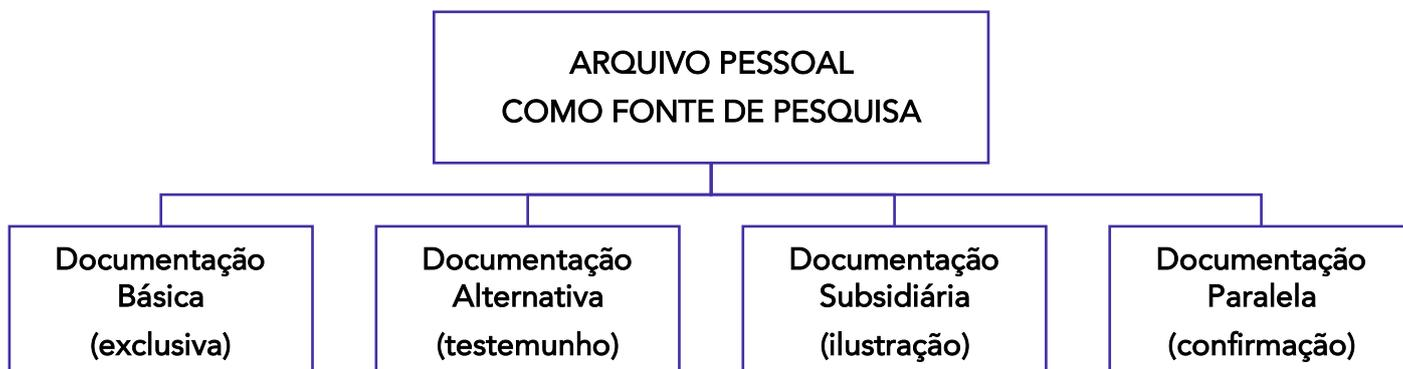 ARQUIVO PESSOAL
COMO FONTE DE PESQUISA
Documentação
Básica
(exclusiva)
Documentação
Alternativa
(testemunho)
Documentação
Subsidiária
(ilustração)
Documentação
Paralela
(confirmação)